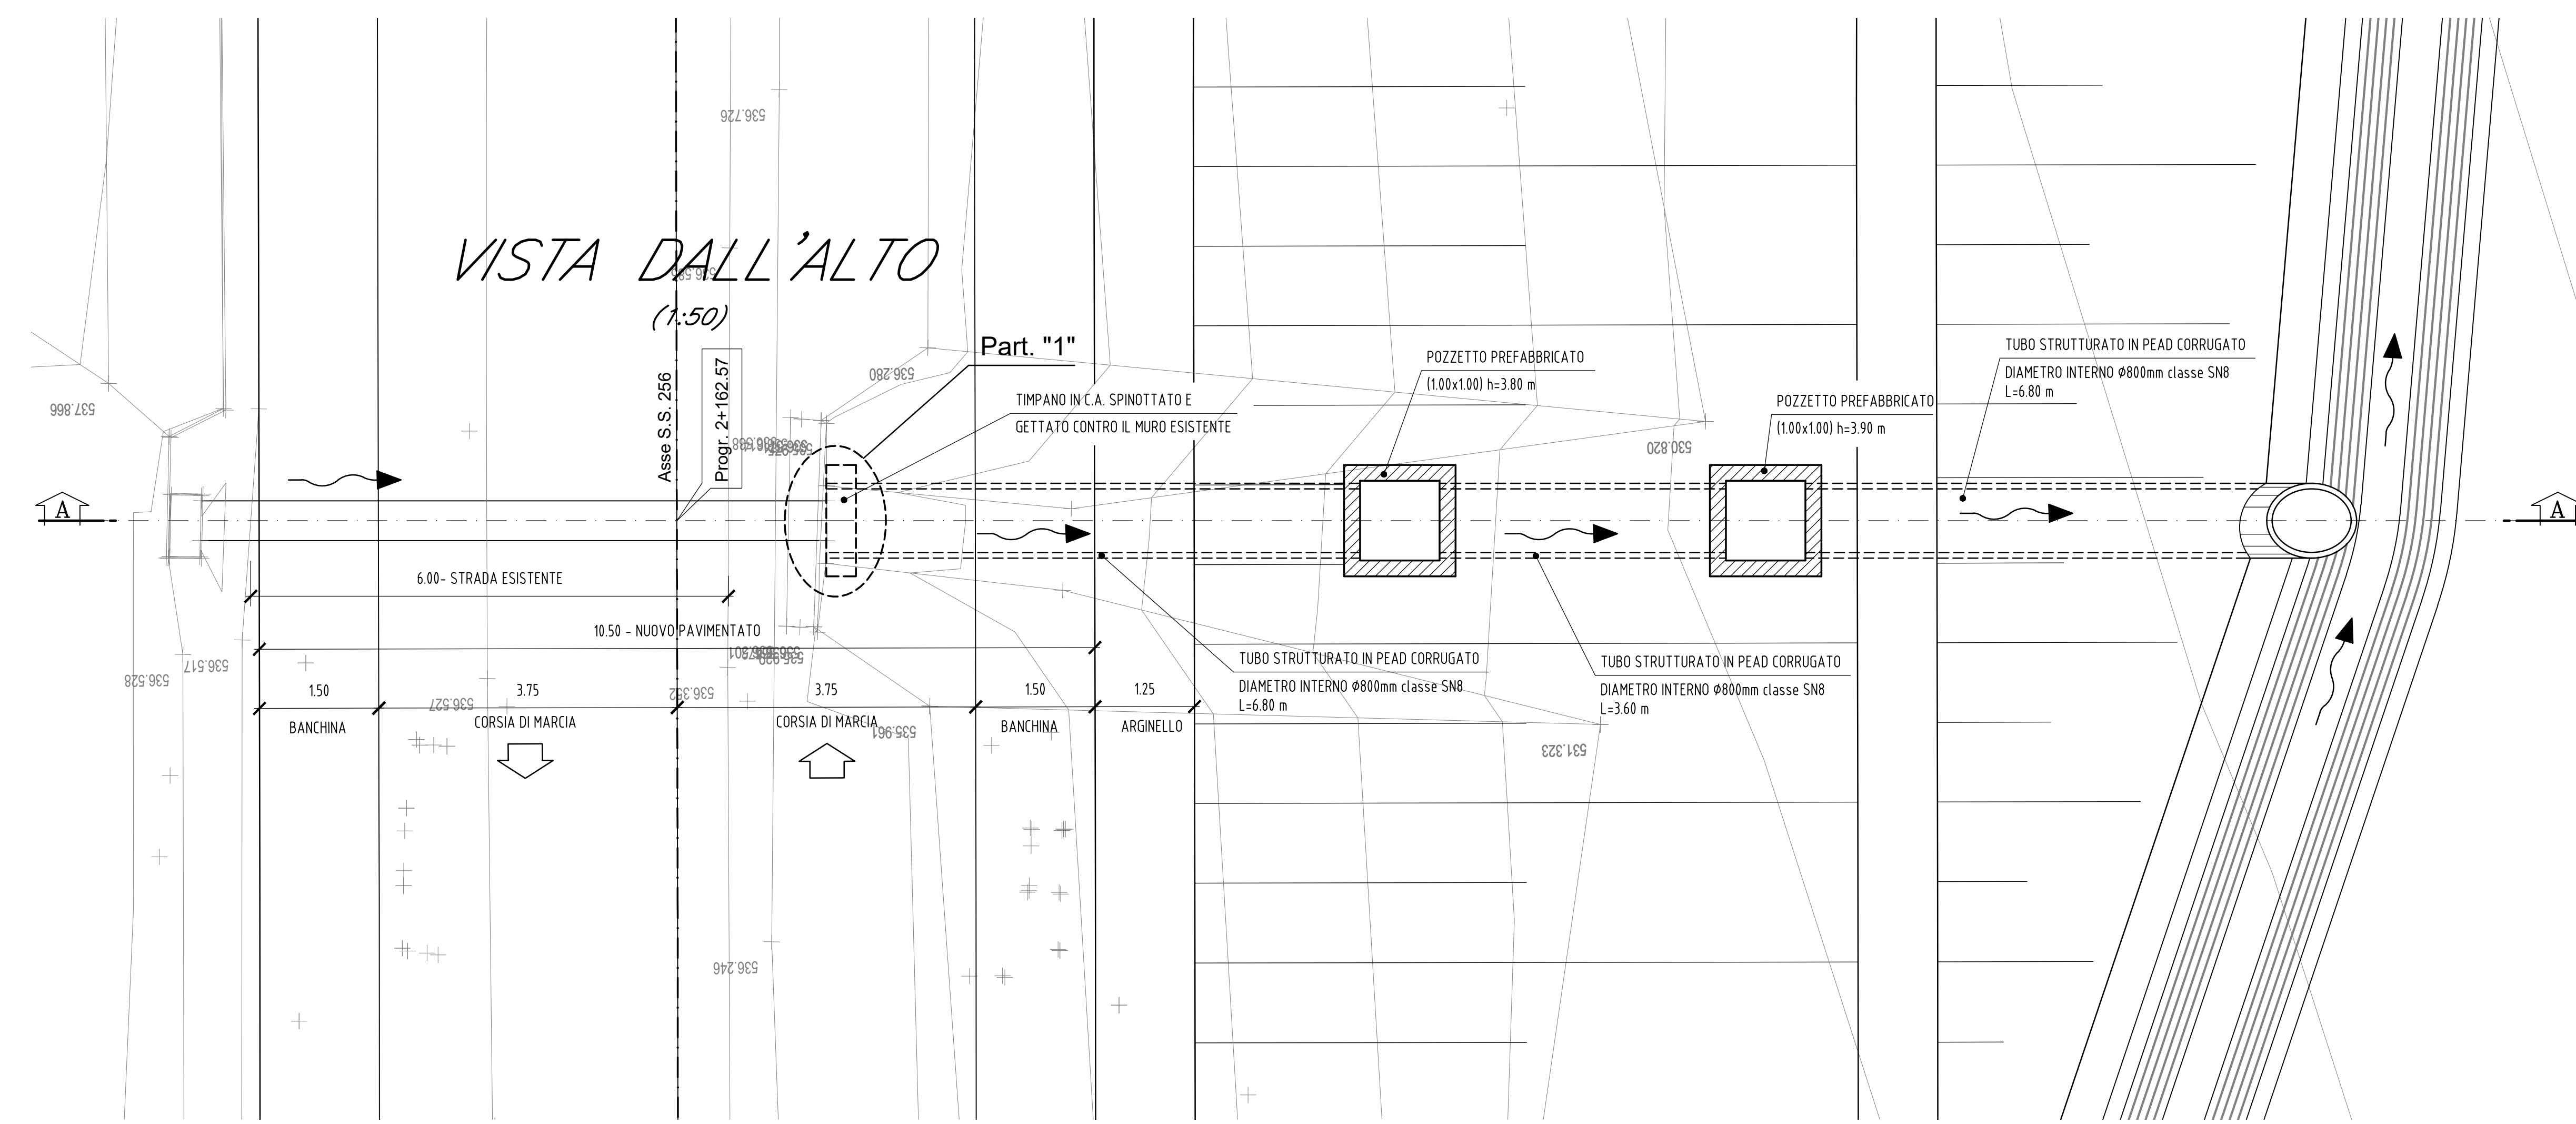 536.726
VISTA DALL'ALTO
536.585
(1:50)
Part. "1"
TUBO STRUTTURATO IN PEAD CORRUGATO
DIAMETRO INTERNO Ø800mm classe SN8
L=6.80 m
POZZETTO PREFABBRICATO
(1.00x1.00) h=3.80 m
536.280
Asse S.S. 256
Progr. 2+162.57
TIMPANO IN C.A. SPINOTTATO E
GETTATO CONTRO IL MURO ESISTENTE
POZZETTO PREFABBRICATO
(1.00x1.00) h=3.90 m
537.866
530.820
A
A
6.00- STRADA ESISTENTE
10.50 - NUOVO PAVIMENTATO
536.517
536.528
535.920
TUBO STRUTTURATO IN PEAD CORRUGATO
DIAMETRO INTERNO Ø800mm classe SN8
L=6.80 m
TUBO STRUTTURATO IN PEAD CORRUGATO
DIAMETRO INTERNO Ø800mm classe SN8
L=3.60 m
1.50
3.75
536.352
3.75
1.50
1.25
536.527
BANCHINA
CORSIA DI MARCIA
CORSIA DI MARCIA
535.961
BANCHINA
ARGINELLO
531.323
536.246